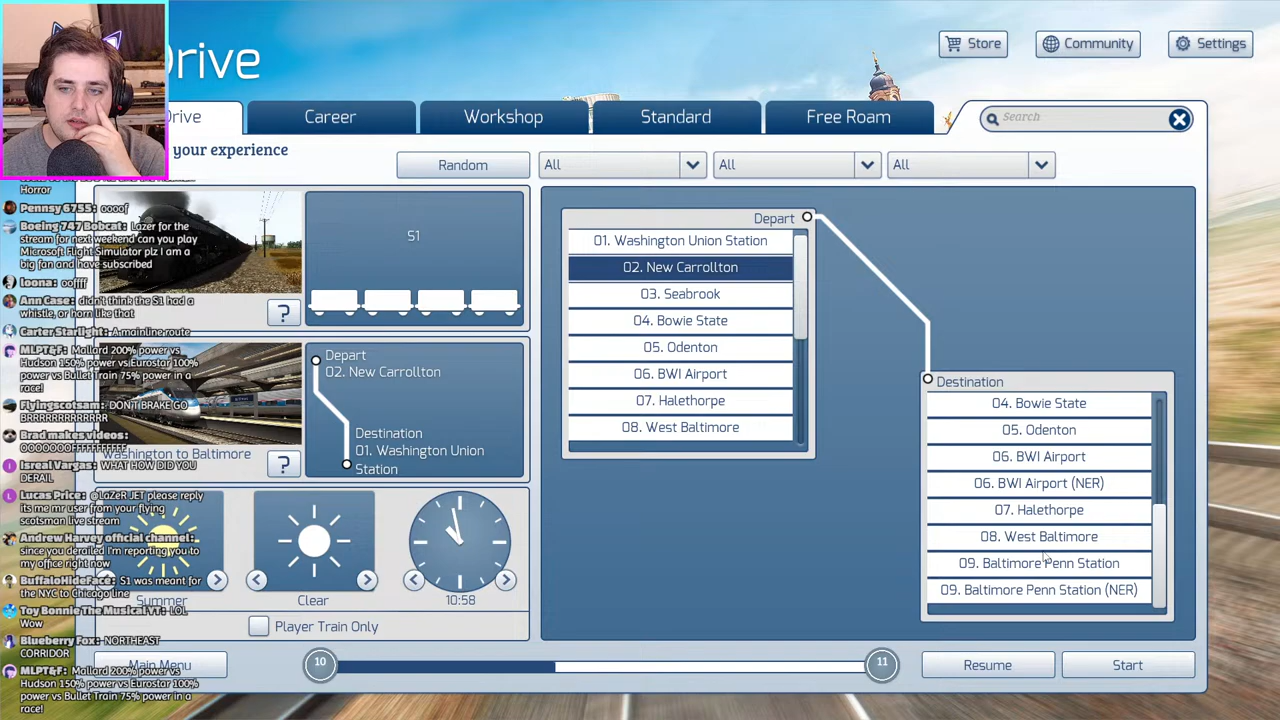 Drive
Store
Community
Settings
Drive
Career
Workshop
Standard
Free Roam
Search
your experience
Random
All
All
All
Horror
Pennsy 6755: oooof
Boeing 747 Bobcat: Lazer for the
stream for next weekend can you play
Microsoft Flight Simulator plz I am a
big fan and have subscribed
loona: oofff
Ann Case: didn't think the S1 had a
whistle, or horn like that
Carter Starlight: A mainline route
MLPT&F: Mallard 200% power vs
Hudson 150% power vs Eurostar 100%
power vs Bullet Train 75% power in a
race!
Flyingscotsam: DON'T BRAKE GO
BRRRRRRRRRRRRR
Brad makes videos:
OOOOOOOFFFFFFFFFFF
Isreal Vargas: WHAT HOW DID YOU
DERAIL
Lucas Price: @LaZeR JET please reply
its me mr user from your flying
scotsman live stream
Andrew Harvey official channel:
since you derailed I'm reporting you to
my office right now
BuffaloHideFace: S1 was meant for
the NYC to Chicago line
Toy Bonnie The Musical YT: LOL
Wow
Blueberry Fox: NORTHEAST
CORRIDOR
MLPT&F: Mallard 200% power vs
Hudson 150% power vs Eurostar 100%
power vs Bullet Train 75% power in a
race!
S1
?
Depart
02. New Carrollton
Destination
01. Washington Union
Station
Washington to Baltimore
?
Summer
Clear
10:58
Player Train Only
Depart
01. Washington Union Station
02. New Carrollton
03. Seabrook
04. Bowie State
05. Odenton
06. BWI Airport
07. Halethorpe
08. West Baltimore
Destination
04. Bowie State
05. Odenton
06. BWI Airport
06. BWI Airport (NER)
07. Halethorpe
08. West Baltimore
09. Baltimore Penn Station
09. Baltimore Penn Station (NER)
Main Menu
10
11
Resume
Start